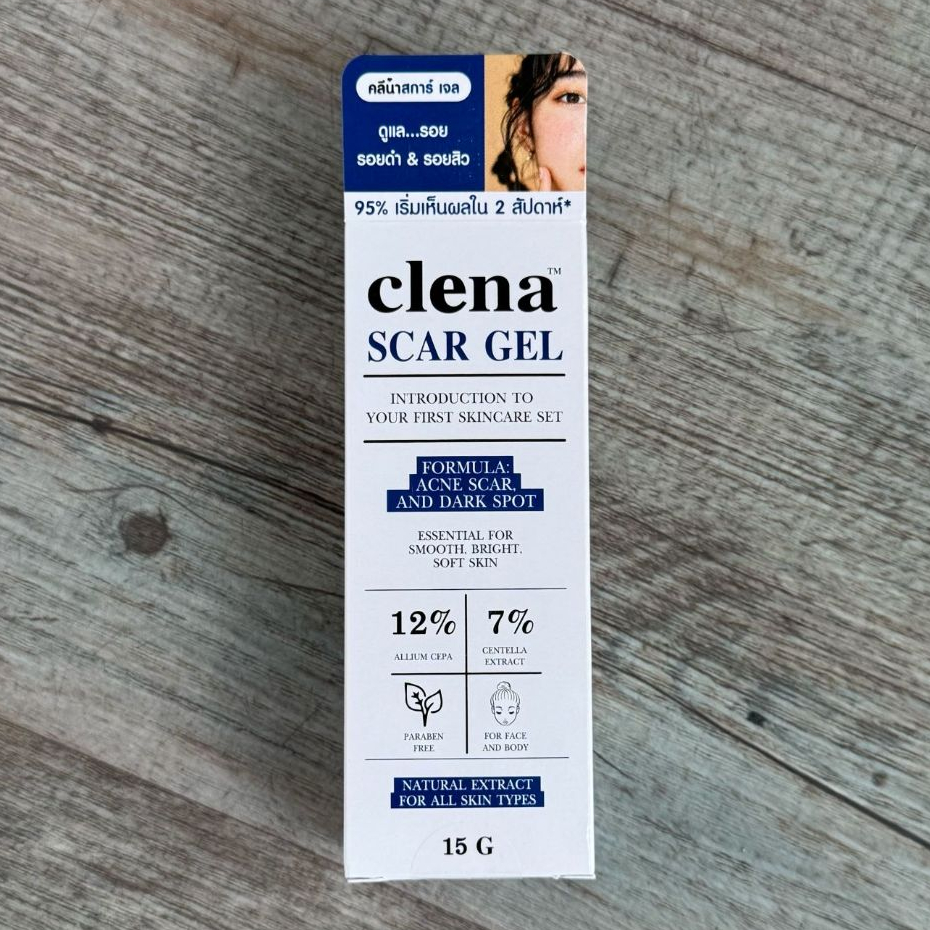 คลีน่าสการ์ เจล
ดูแล...รอย
รอยดำ & รอยสิว
95% เริ่มเห็นผลใน 2 สัปดาห์*
clena™
SCAR GEL
INTRODUCTION TO
YOUR FIRST SKINCARE SET
FORMULA:
ACNE SCAR,
AND DARK SPOT
ESSENTIAL FOR
SMOOTH, BRIGHT,
SOFT SKIN
12%
ALLIUM CEPA
7%
CENTELLA
EXTRACT
PARABEN
FREE
FOR FACE
AND BODY
NATURAL EXTRACT
FOR ALL SKIN TYPES
15 G